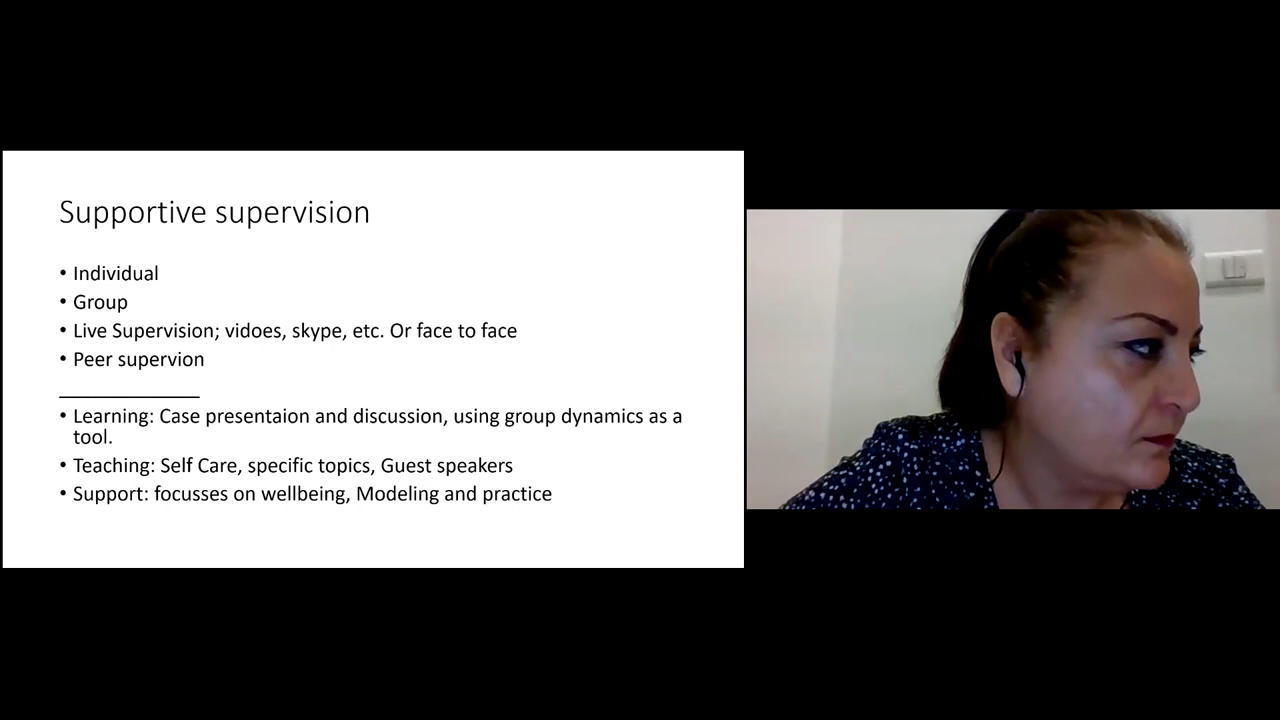 Supportive supervision
• Individual
• Group
• Live Supervision; vidoes, skype, etc. Or face to face
• Peer supervion
• Learning: Case presentaion and discussion, using group dynamics as a
tool.
• Teaching: Self Care, specific topics, Guest speakers
• Support: focusses on wellbeing, Modeling and practice